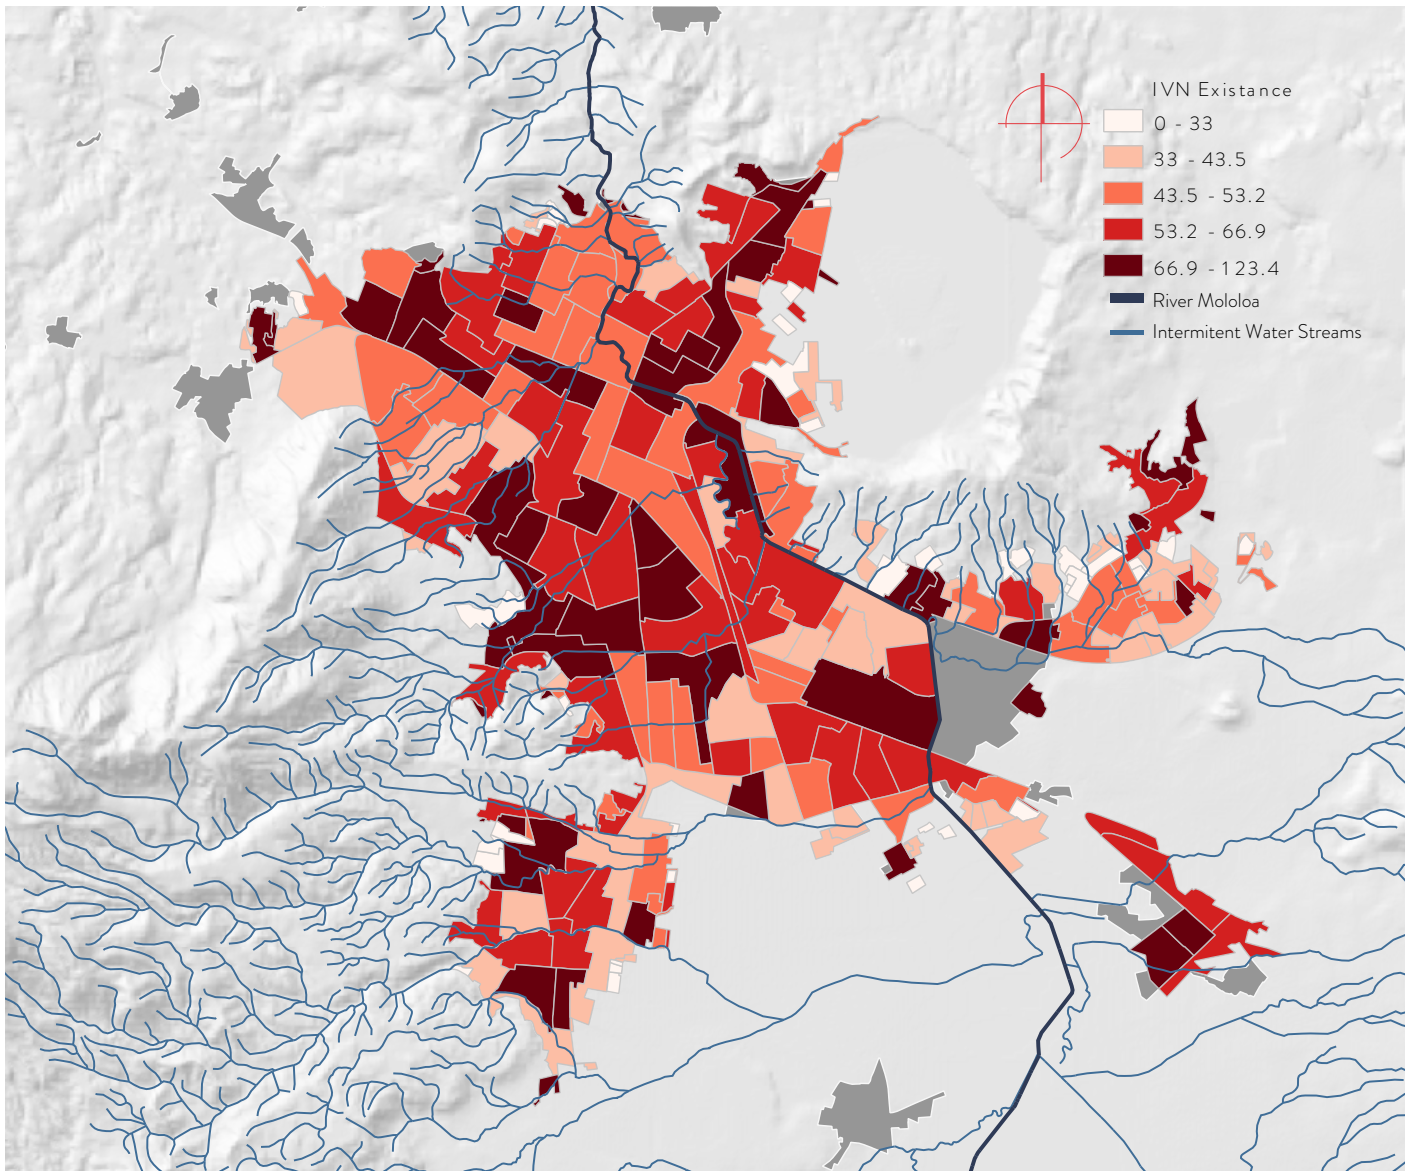 IVN Existance
0 - 33
33 - 43.5
43.5 - 53.2
53.2 - 66.9
66.9 - 123.4
River Mololoa
Intermitent Water Streams